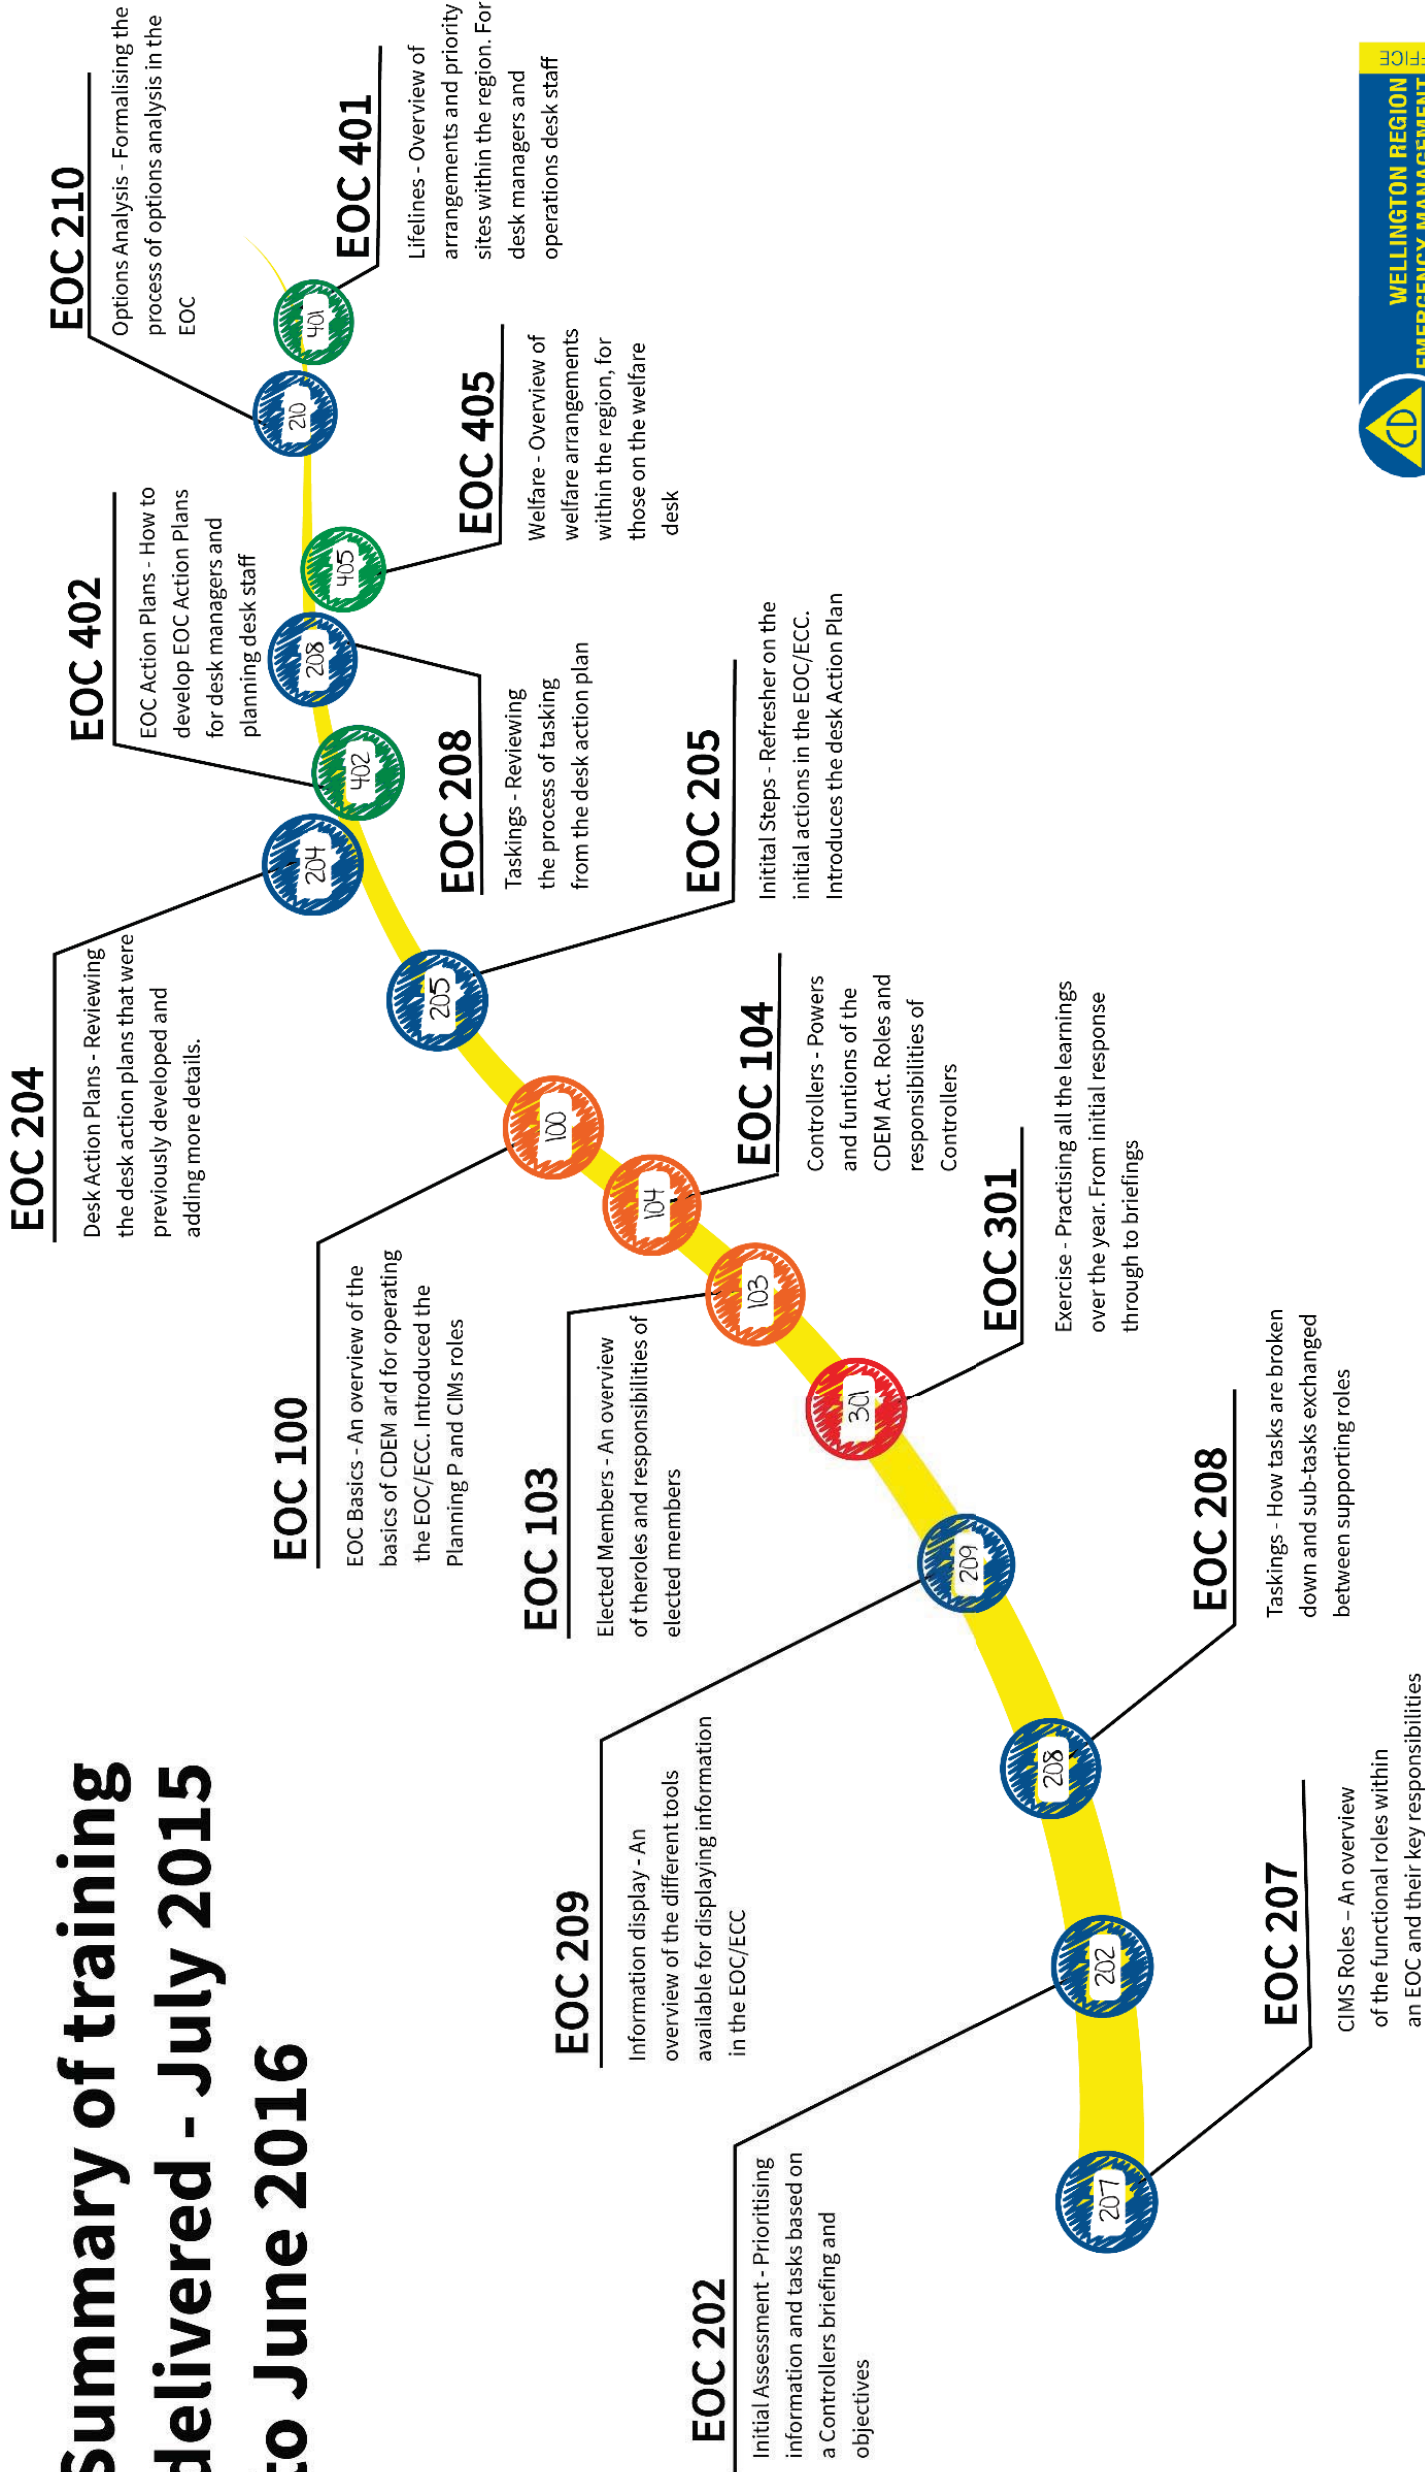 Summary of training
delivered - July 2015
to June 2016
EOC 202
Initial Assessment - Prioritising
information and tasks based on
a Controllers briefing and
objectives
207
EOC 207
CIMS Roles – An overview
of the functional roles within
an EOC and their key responsibilities
202
EOC 209
Information display - An
overview of the different tools
available for displaying information
in the EOC/ECC
208
EOC 208
Taskings - How tasks are broken
down and sub-tasks exchanged
between supporting roles
209
EOC 103
Elected Members - An overview
of theroles and responsibilities of
elected members
301
EOC 301
Exercise - Practising all the learnings
over the year. From initial response
through to briefings
103
EOC 100
EOC Basics - An overview of the
basics of CDEM and for operating
the EOC/ECC. Introduced the
Planning P and CIMs roles
104
EOC 104
Controllers - Powers
and funtions of the
CDEM Act. Roles and
responsibilities of
Controllers
100
EOC 204
Desk Action Plans - Reviewing
the desk action plans that were
previously developed and
adding more details.
205
EOC 205
Initital Steps - Refresher on the
initial actions in the EOC/ECC.
Introduces the desk Action Plan
204
EOC 402
EOC Action Plans - How to
develop EOC Action Plans
for desk managers and
planning desk staff
402
EOC 208
Taskings - Reviewing
the process of tasking
from the desk action plan
208
405
EOC 405
Welfare - Overview of
welfare arrangements
within the region, for
those on the welfare
desk
EOC 210
Options Analysis - Formalising the
process of options analysis in the
EOC
210
401
EOC 401
Lifelines - Overview of
arrangements and priority
sites within the region. For
desk managers and
operations desk staff
CD
WELLINGTON REGION
EMERGENCY MANAGEMENT